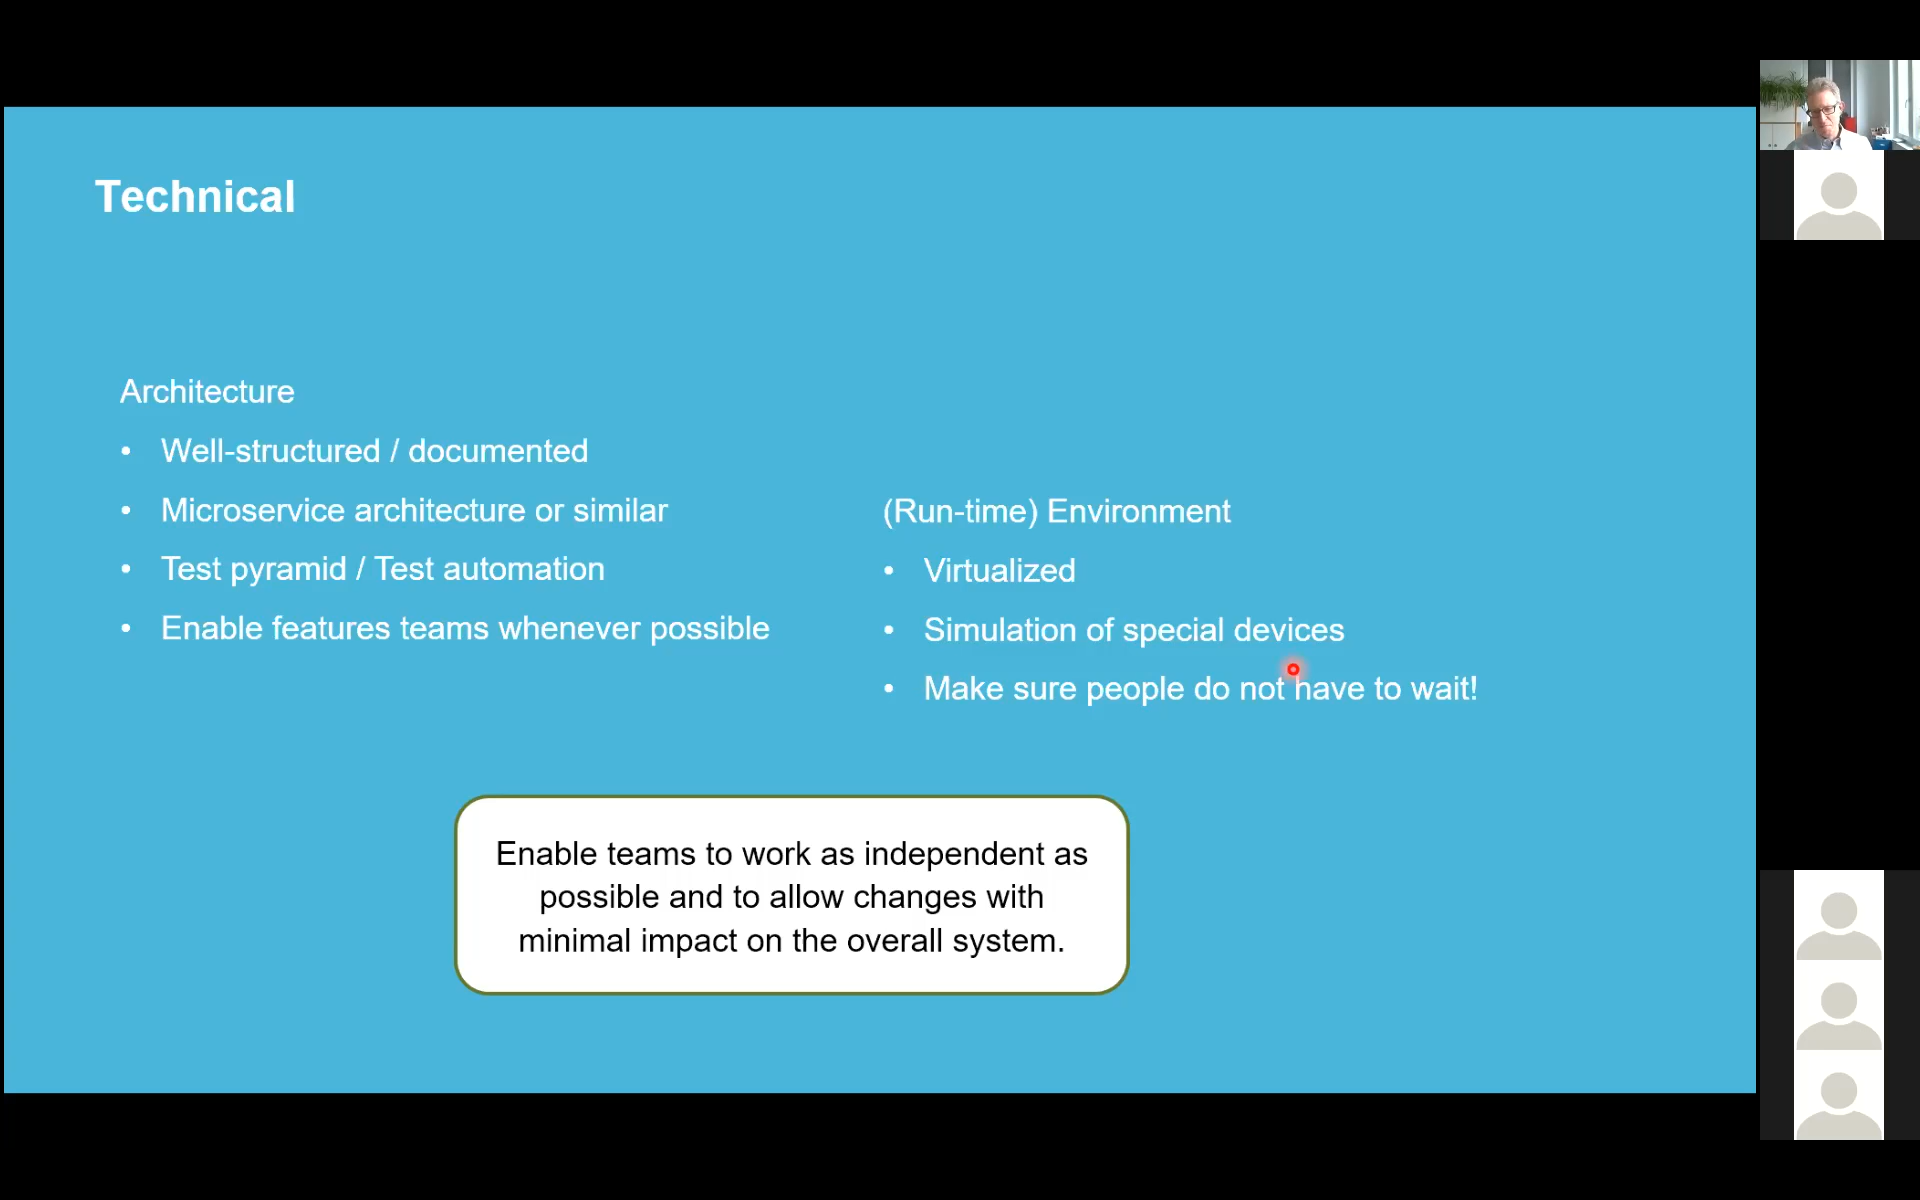 Technical
Architecture
• Well-structured / documented
• Microservice architecture or similar
• Test pyramid / Test automation
• Enable features teams whenever possible
(Run-time) Environment
• Virtualized
• Simulation of special devices
• Make sure people do not have to wait!
Enable teams to work as independent as
possible and to allow changes with
minimal impact on the overall system.